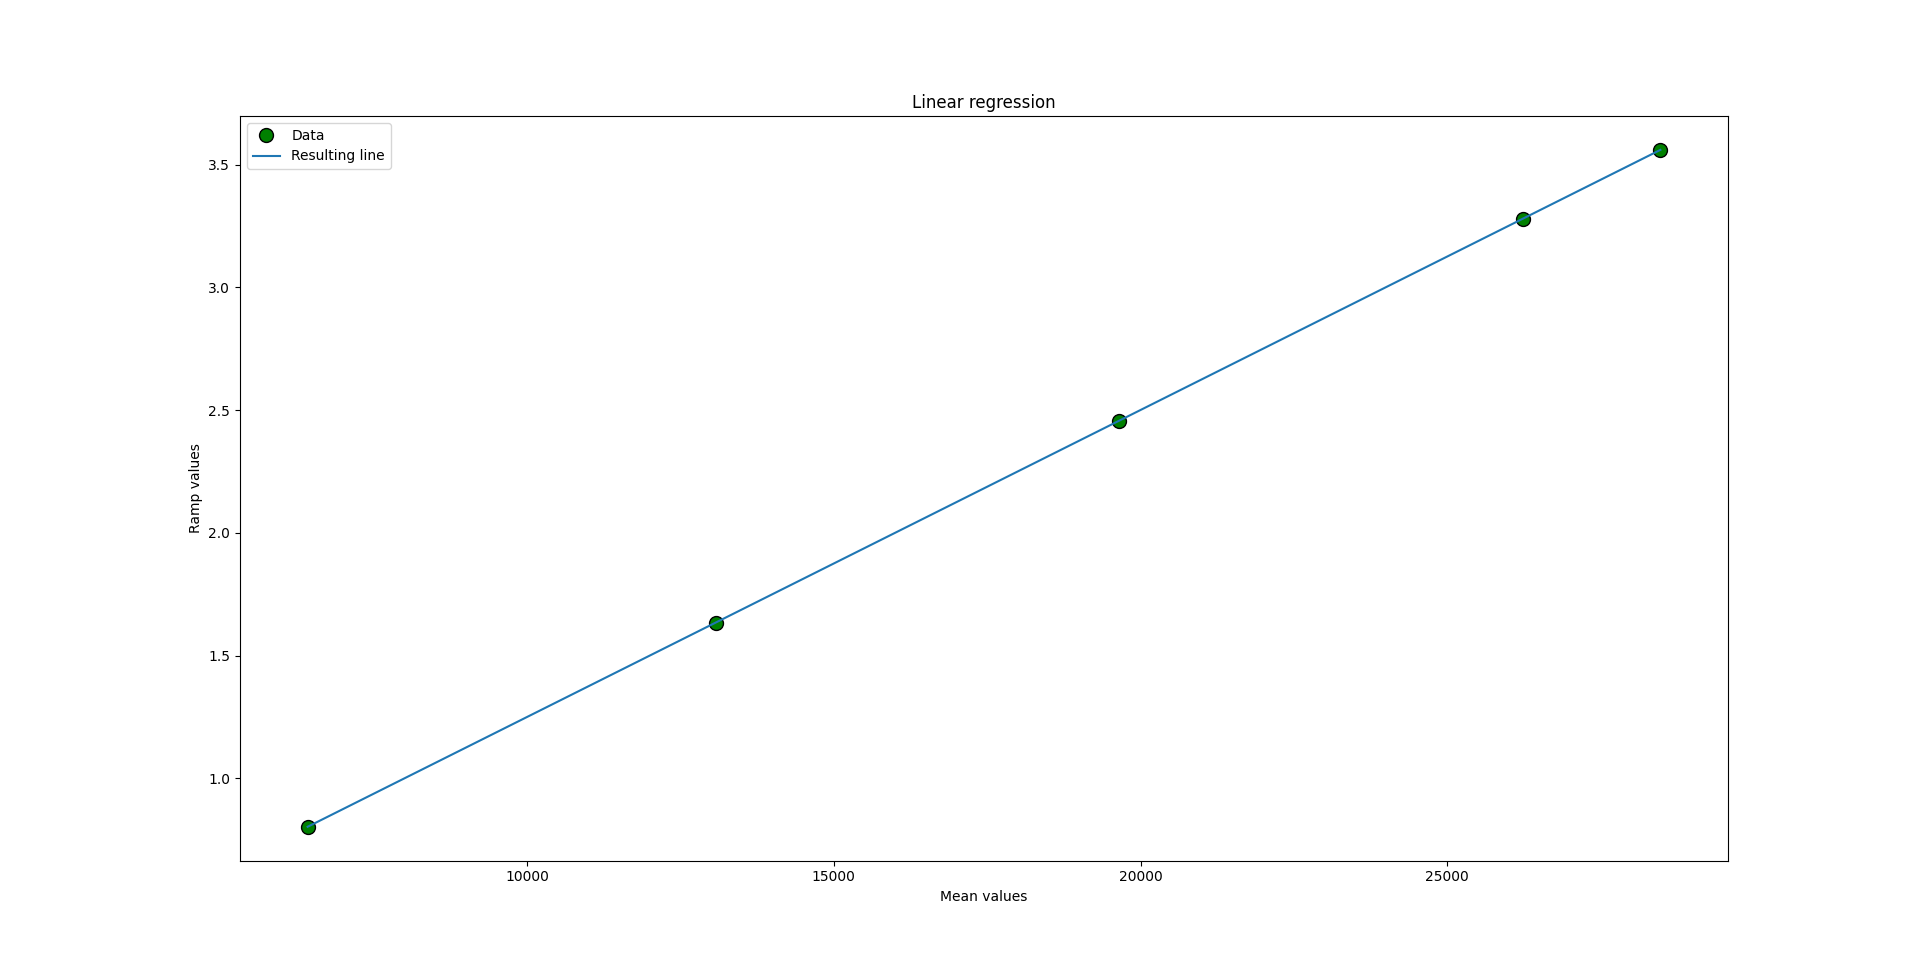 Linear regression
Data
Resulting line
3.5
3.0
2.5
2.0
1.5
1.0
Ramp values
10000
15000
20000
25000
Mean values